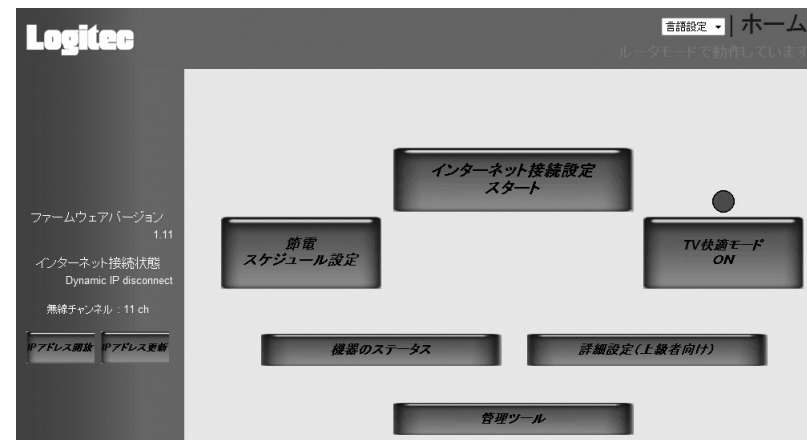 Logitec
言語設定
| ホーム
ルータモードで動作しています
インターネット接続設定
スタート
節電
スケジュール設定
TV快適モード
ON
ファームウェアバージョン
1.11
インターネット接続状態
Dynamic IP disconnect
無線チャンネル : 11 ch
IPアドレス開放
IPアドレス更新
機器のステータス
詳細設定(上級者向け)
管理ツール